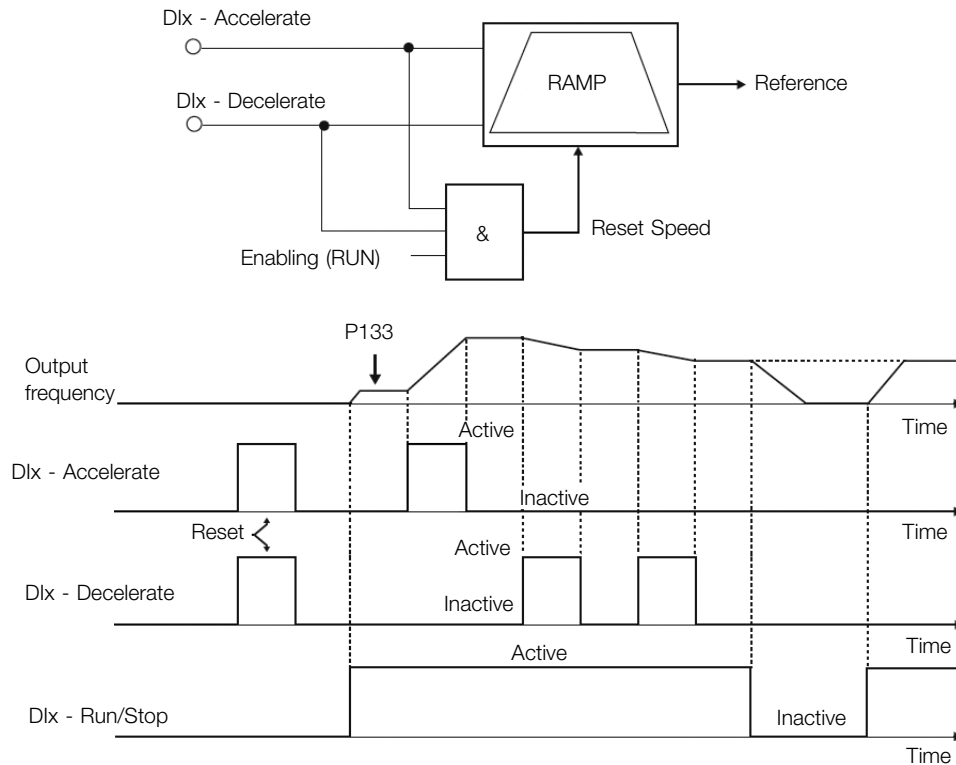 DIx - Accelerate
DIx - Decelerate
RAMP
Reference
&
Enabling (RUN)
Reset Speed
P133
Output
frequency
Time
Active
DIx - Accelerate
Inactive
Time
Reset
Active
DIx - Decelerate
Inactive
Time
Active
DIx - Run/Stop
Inactive
Time